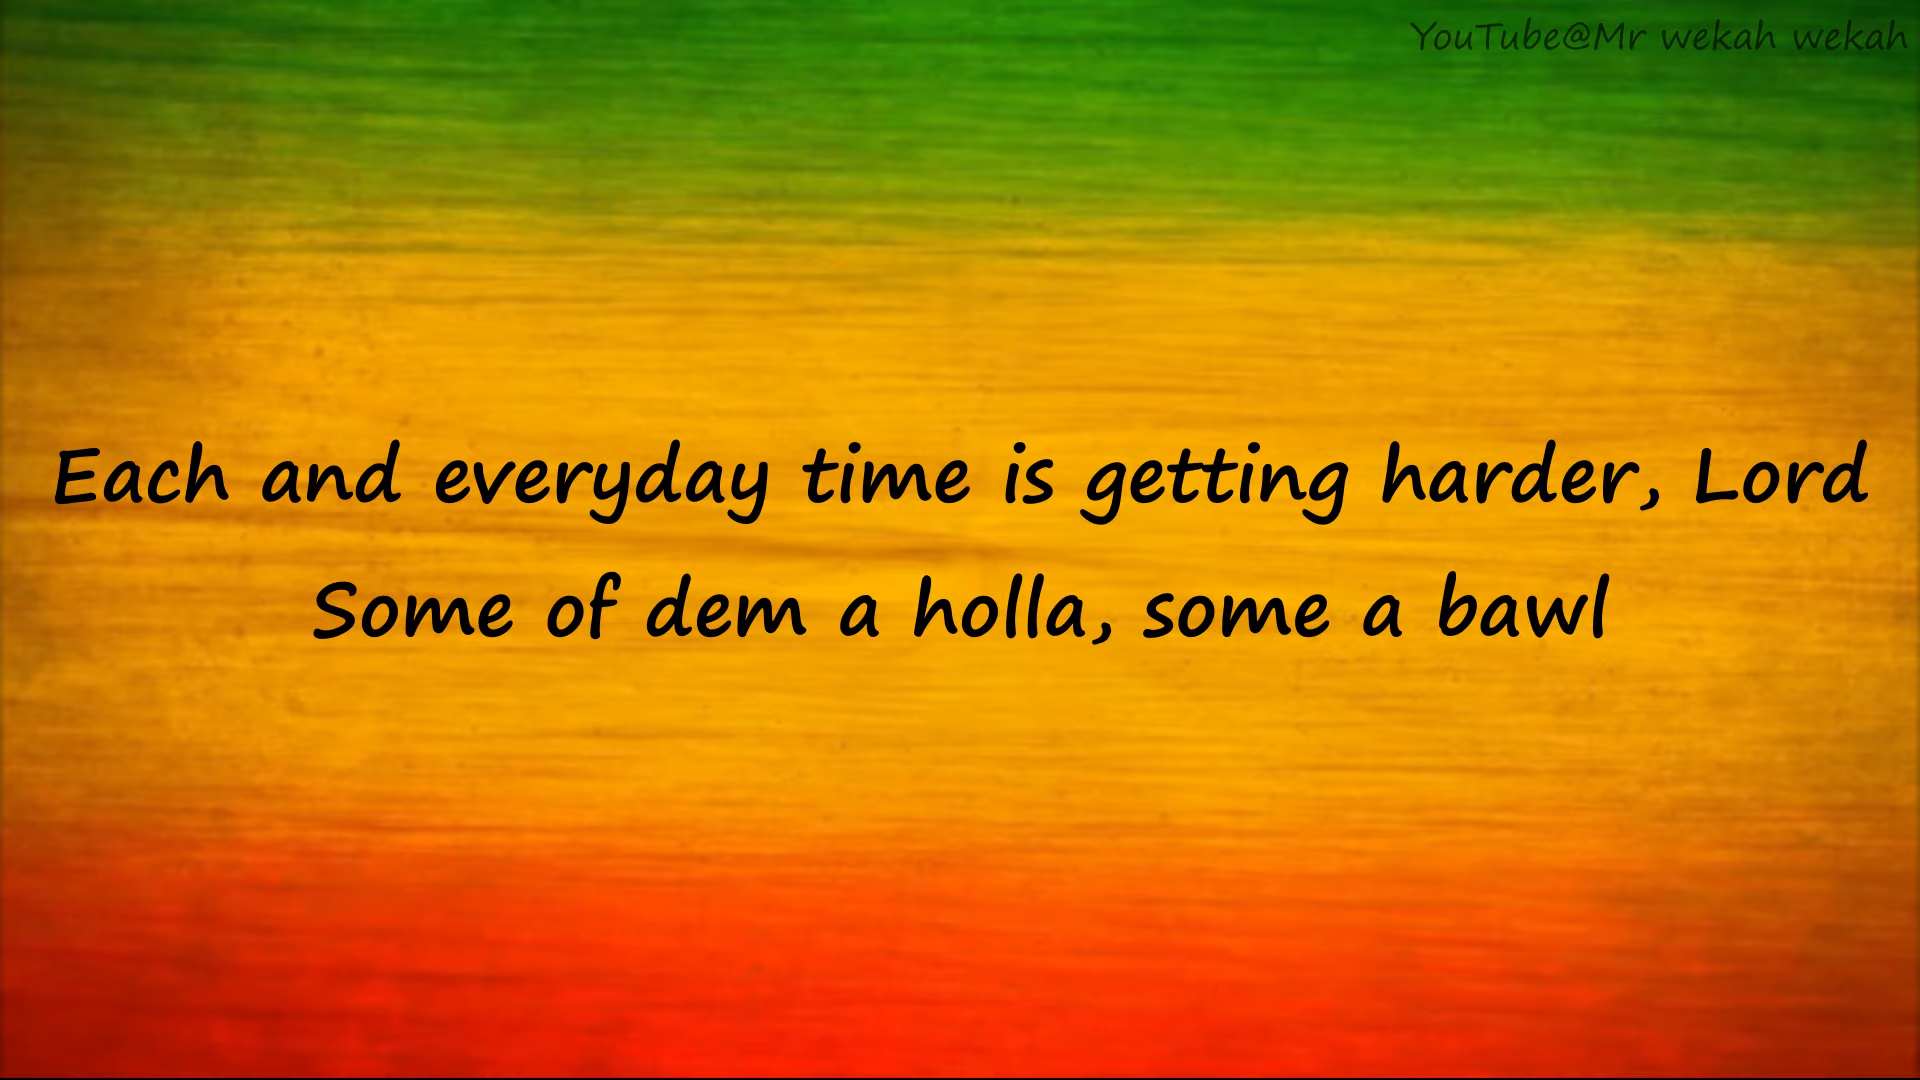 YouTube@Mr wekah wekah
Each and everyday time is getting harder, Lord
Some of dem a holla, some a bawl